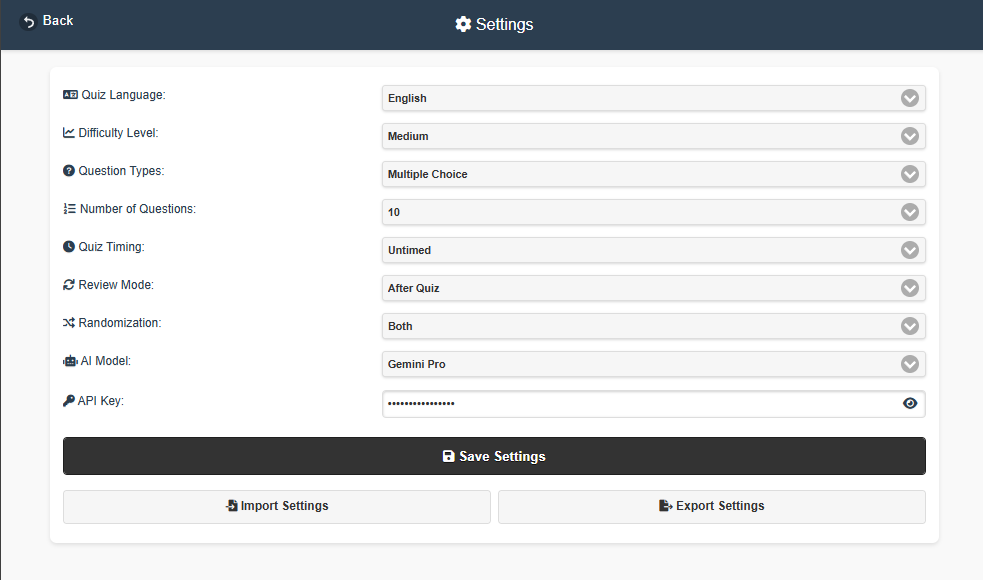 Back
Settings
Quiz Language:
English
Difficulty Level:
Medium
Question Types:
Multiple Choice
Number of Questions:
10
Quiz Timing:
Untimed
Review Mode:
After Quiz
Randomization:
Both
AI Model:
Gemini Pro
API Key:
••••••••••••••••
Save Settings
Import Settings
Export Settings